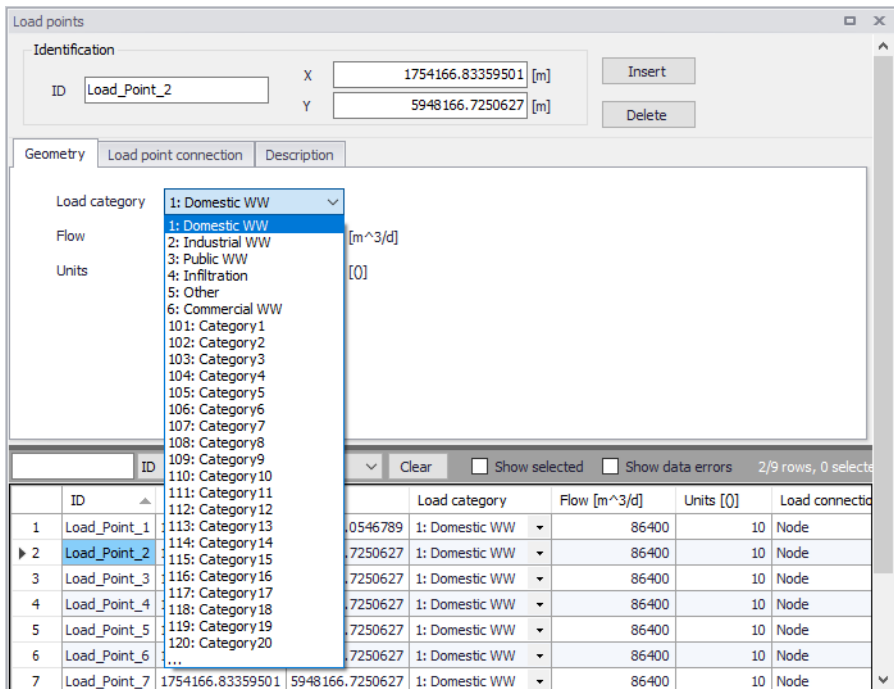 Load points
Identification
ID Load_Point_2
X 1754166.83359501 [m]
Y 5948166.7250627 [m]
Insert
Delete
Geometry Load point connection Description
Load category 1: Domestic WW
Flow [m^3/d]
Units [()]
1: Domestic WW
2: Industrial WW
3: Public WW
4: Infiltration
5: Other
6: Commercial WW
101: Category1
102: Category2
103: Category3
104: Category4
105: Category5
106: Category6
107: Category7
108: Category8
109: Category9
110: Category10
111: Category11
112: Category12
113: Category13
114: Category14
115: Category15
116: Category16
117: Category17
118: Category18
119: Category19
120: Category20
...
ID Clear Show selected Show data errors 2/9 rows, 0 selecte
ID Load category Flow [m^3/d] Units [()] Load connectio
1 Load_Point_1 1 .0546789 1: Domestic WW 86400 10 Node
2 Load_Point_2 1 .7250627 1: Domestic WW 86400 10 Node
3 Load_Point_3 1 .7250627 1: Domestic WW 86400 10 Node
4 Load_Point_4 1 .7250627 1: Domestic WW 86400 10 Node
5 Load_Point_5 1 .7250627 1: Domestic WW 86400 10 Node
6 Load_Point_6 1 .7250627 1: Domestic WW 86400 10 Node
7 Load_Point_7 1754166.83359501 5948166.7250627 1: Domestic WW 86400 10 Node